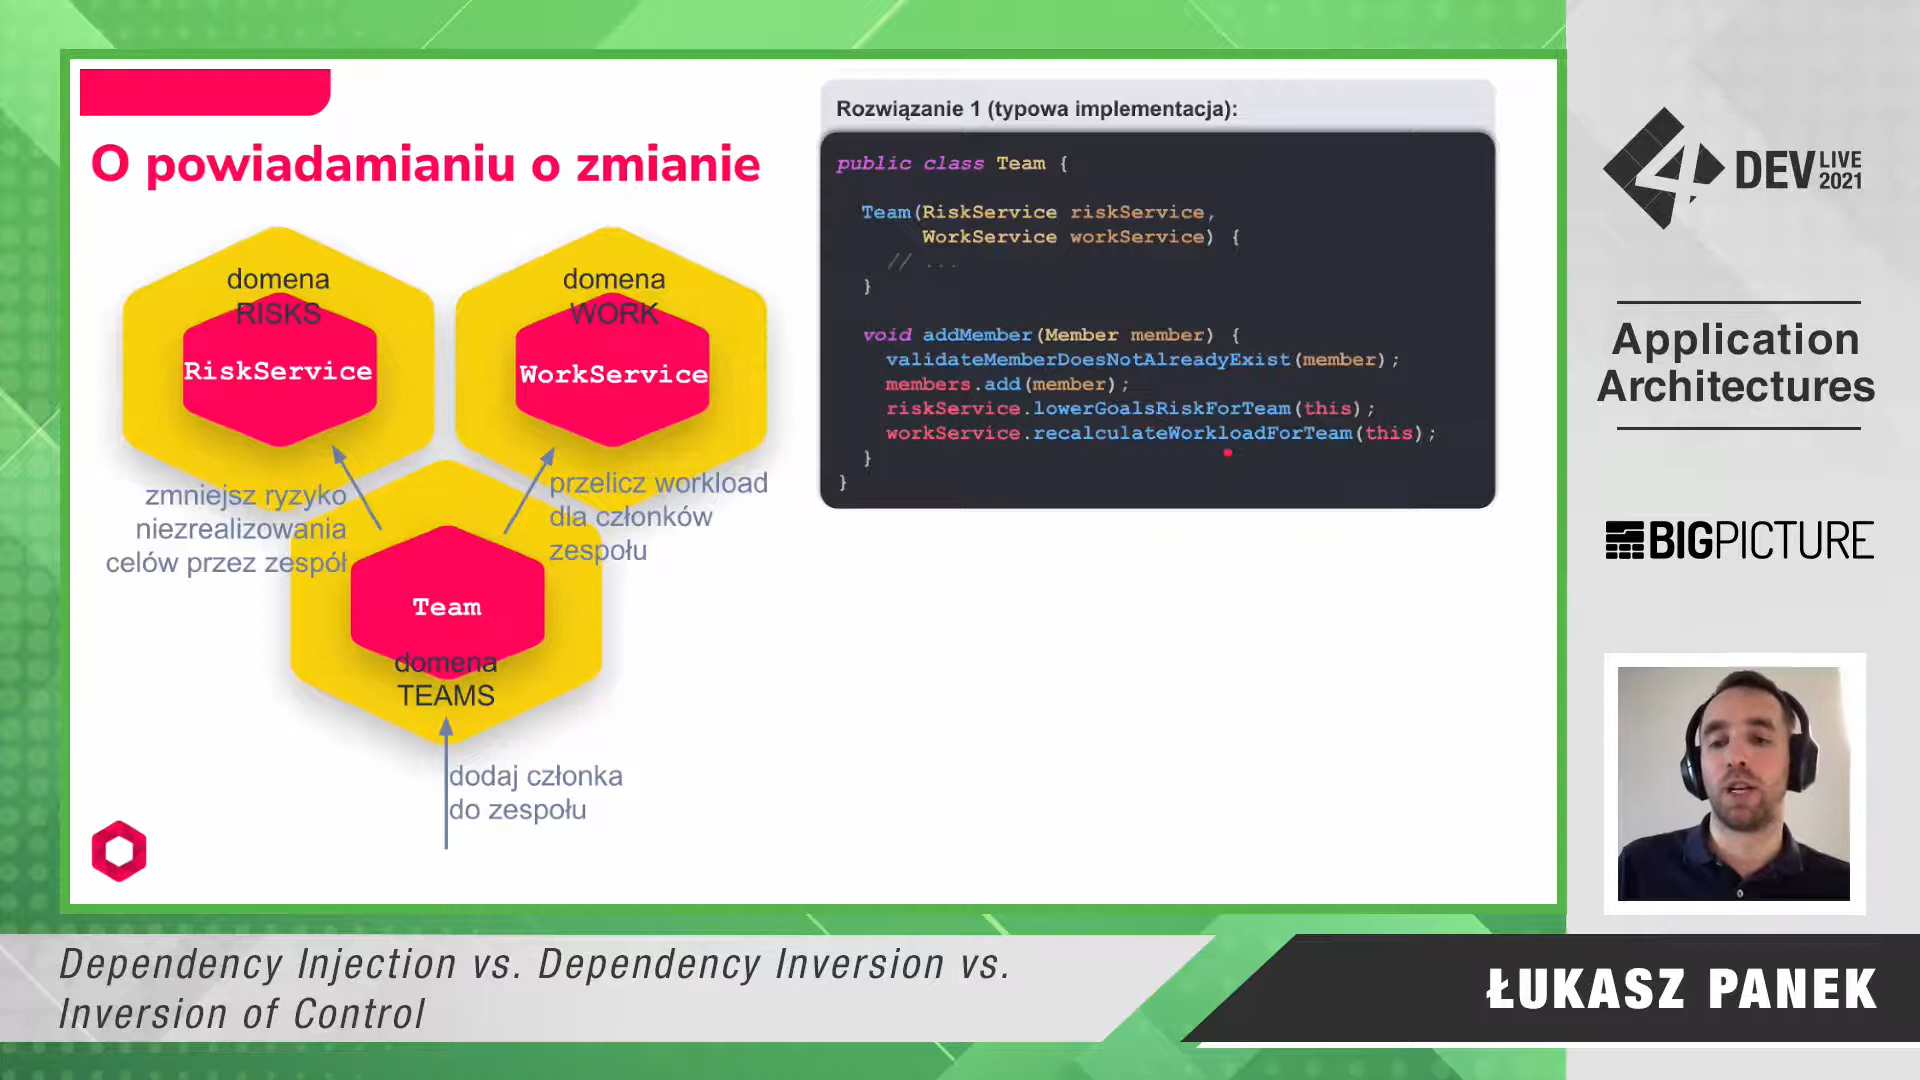 O powiadamianiu o zmianie
domena
RISKS
RiskService
domena
WORK
WorkService
zmniejsz ryzyko
niezrealizowania
celów przez zespół
przelicz workload
dla członków
zespołu
Team
domena
TEAMS
dodaj członka
do zespołu
Rozwiązanie 1 (typowa implementacja):
public class Team {
Team(RiskService riskService,
WorkService workService) {
// ...
}
void addMember(Member member) {
validateMemberDoesNotAlreadyExist(member);
members.add(member);
riskService.lowerGoalsRiskForTeam(this);
workService.recalculateWorkloadForTeam(this);
}
}
4DEV LIVE
2021
Application
Architectures
BIGPICTURE
Dependency Injection vs. Dependency Inversion vs.
Inversion of Control
ŁUKASZ PANEK